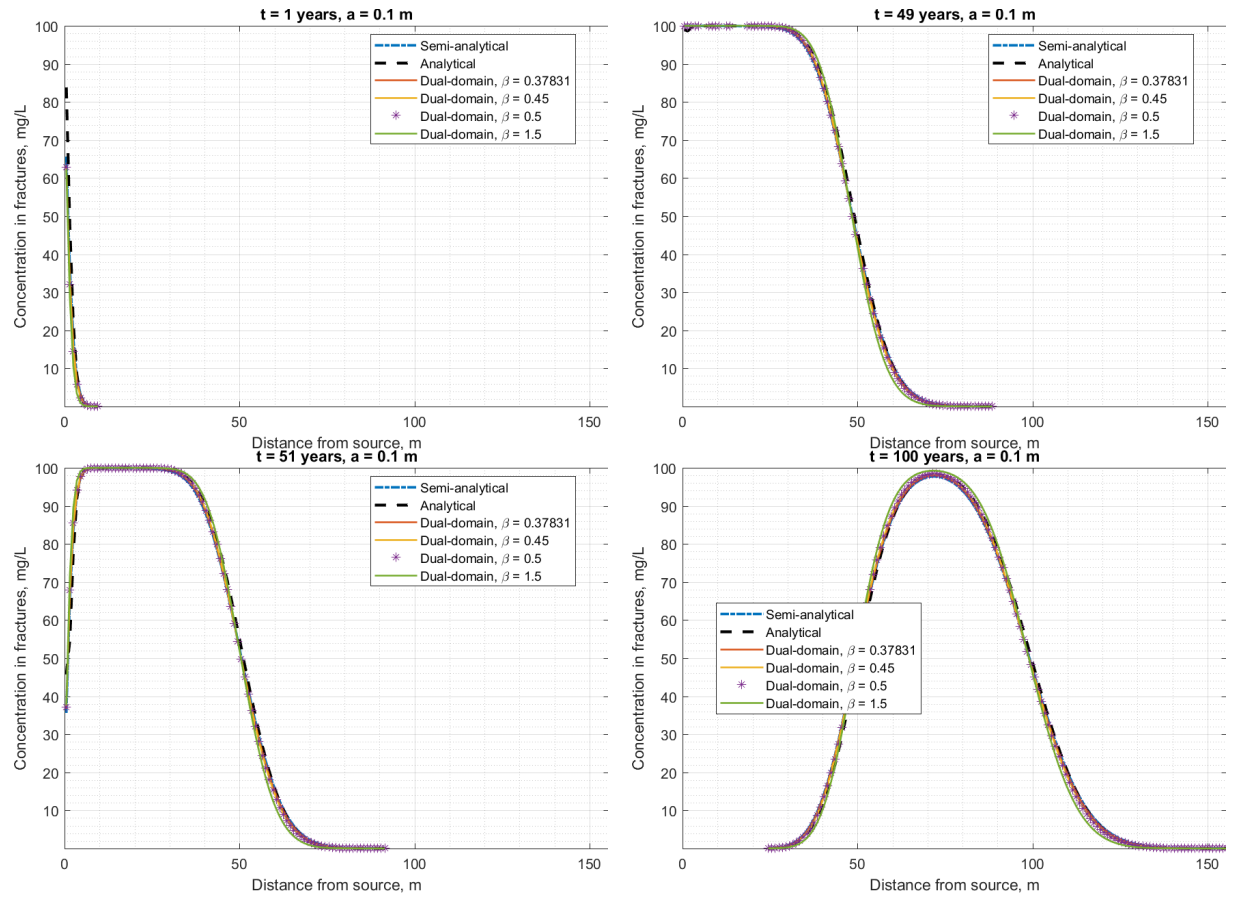 t = 1 years, a = 0.1 m
100
90
80
70
60
50
40
30
20
10
Concentration in fractures, mg/L
Semi-analytical
Analytical
Dual-domain, β = 0.37831
Dual-domain, β = 0.45
Dual-domain, β = 0.5
Dual-domain, β = 1.5
0 50 100 150
Distance from source, m
t = 49 years, a = 0.1 m
100
90
80
70
60
50
40
30
20
10
Concentration in fractures, mg/L
Semi-analytical
Analytical
Dual-domain, β = 0.37831
Dual-domain, β = 0.45
Dual-domain, β = 0.5
Dual-domain, β = 1.5
0 50 100 150
Distance from source, m
t = 51 years, a = 0.1 m
100
90
80
70
60
50
40
30
20
10
Concentration in fractures, mg/L
Semi-analytical
Analytical
Dual-domain, β = 0.37831
Dual-domain, β = 0.45
Dual-domain, β = 0.5
Dual-domain, β = 1.5
0 50 100 150
Distance from source, m
t = 100 years, a = 0.1 m
100
90
80
70
60
50
40
30
20
10
Concentration in fractures, mg/L
Semi-analytical
Analytical
Dual-domain, β = 0.37831
Dual-domain, β = 0.45
Dual-domain, β = 0.5
Dual-domain, β = 1.5
0 50 100 150
Distance from source, m